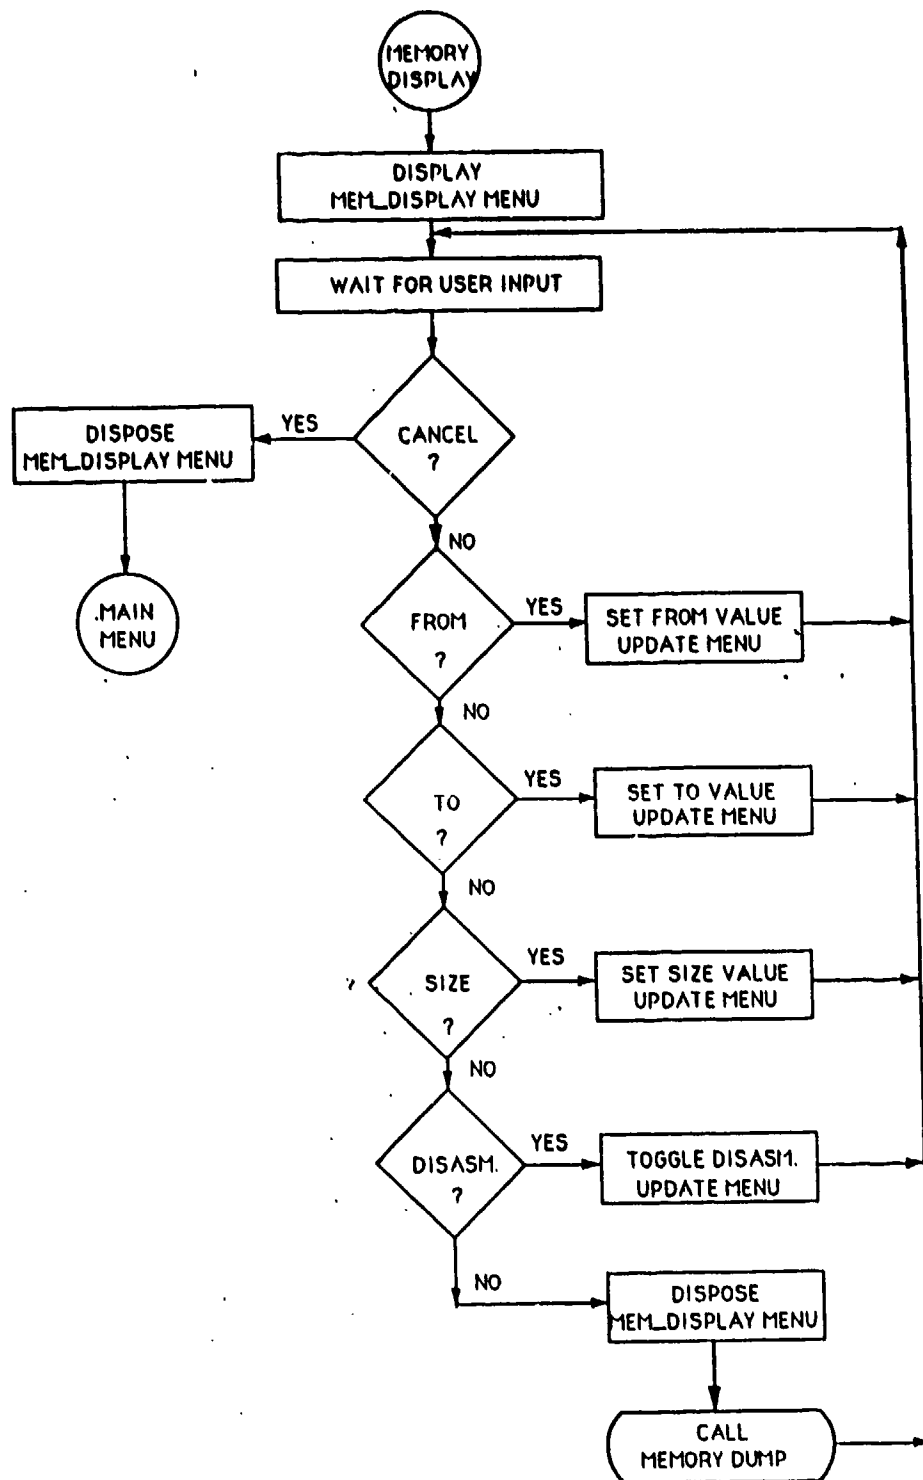 MEMORY
DISPLAY
DISPLAY
MEM_DISPLAY MENU
WAIT FOR USER INPUT
CANCEL
?
YES
DISPOSE
MEM_DISPLAY MENU
.MAIN
MENU
NO
FROM
?
YES
SET FROM VALUE
UPDATE MENU
NO
TO
?
YES
SET TO VALUE
UPDATE MENU
NO
SIZE
?
YES
SET SIZE VALUE
UPDATE MENU
NO
DISASM.
?
YES
TOGGLE DISASM.
UPDATE MENU
NO
DISPOSE
MEM_DISPLAY MENU
CALL
MEMORY DUMP